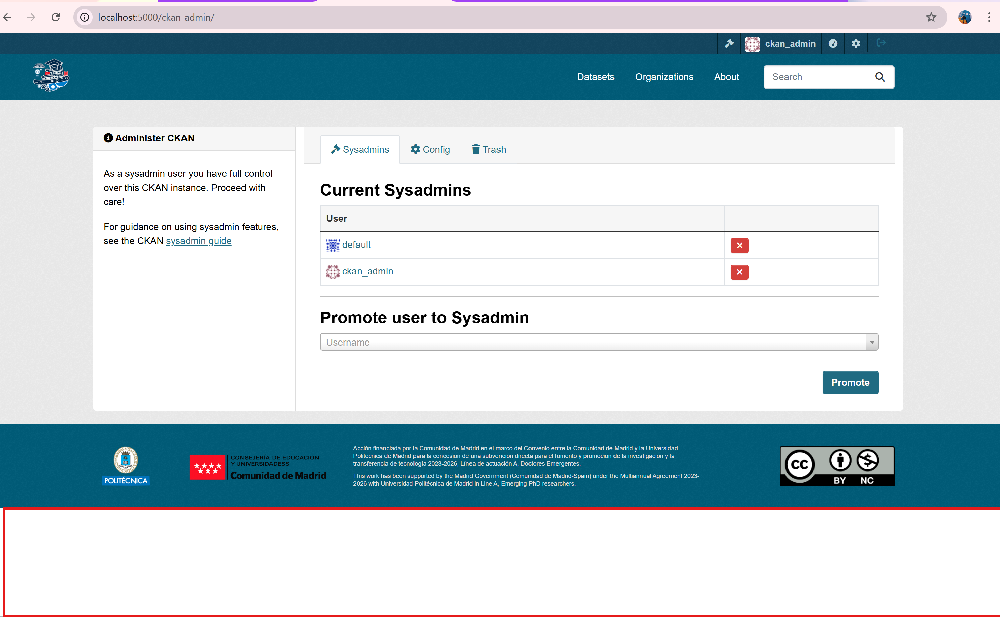 localhost:5000/ckan-admin/
ckan_admin
Datasets Organizations About Search
Administer CKAN
As a sysadmin user you have full control
over this CKAN instance. Proceed with
care!
For guidance on using sysadmin features,
see the CKAN sysadmin guide
Sysadmins Config Trash
Current Sysadmins
User
default
ckan_admin
Promote user to Sysadmin
Username
Promote
POLITÉCNICA
CONSEJERÍA DE EDUCACIÓN
Y UNIVERSIDADESS
Comunidad de Madrid
Acción financiada por la Comunidad de Madrid en el marco del Convenio entre la Comunidad de Madrid y la Universidad
Politécnica de Madrid para la concesión de una subvención directa para el fomento y promoción de la investigación y la
transferencia de tecnología 2023-2026, Línea de actuación A, Doctores Emergentes.
This work has been supported by the Madrid Government (Comunidad de Madrid-Spain) under the Multiannual Agreement 2023-
2026 with Universidad Politécnica de Madrid in Line A, Emerging PhD researchers.
CC
BY NC